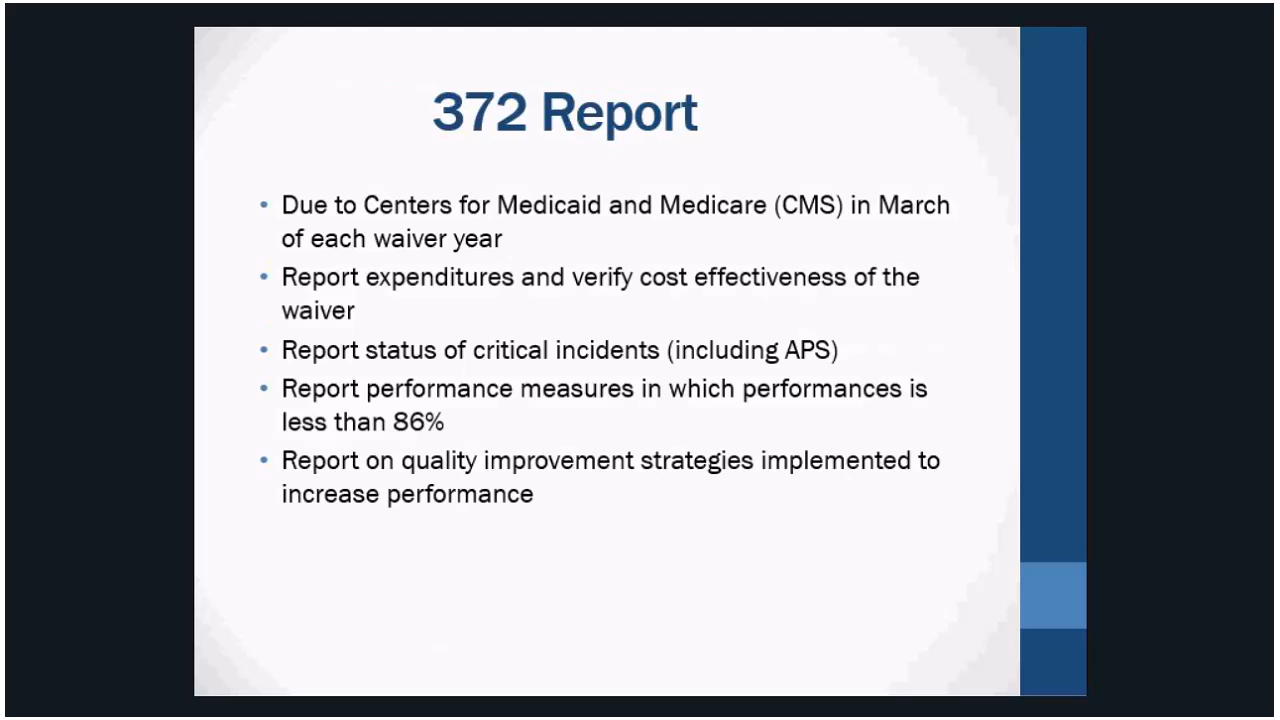 372 Report
• Due to Centers for Medicaid and Medicare (CMS) in March
of each waiver year
• Report expenditures and verify cost effectiveness of the
waiver
• Report status of critical incidents (including APS)
• Report performance measures in which performances is
less than 86%
• Report on quality improvement strategies implemented to
increase performance